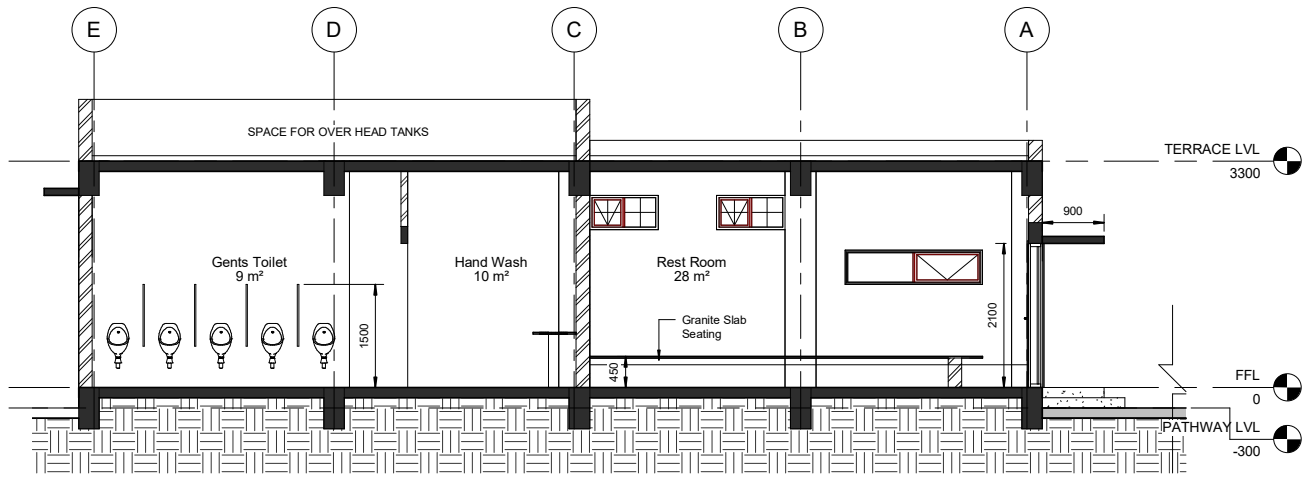 E
D
C
B
A
SPACE FOR OVER HEAD TANKS
TERRACE LVL
3300
900
Gents Toilet
9 m²
Hand Wash
10 m²
Rest Room
28 m²
Granite Slab
Seating
1500
450
2100
FFL
0
PATHWAY LVL
-300